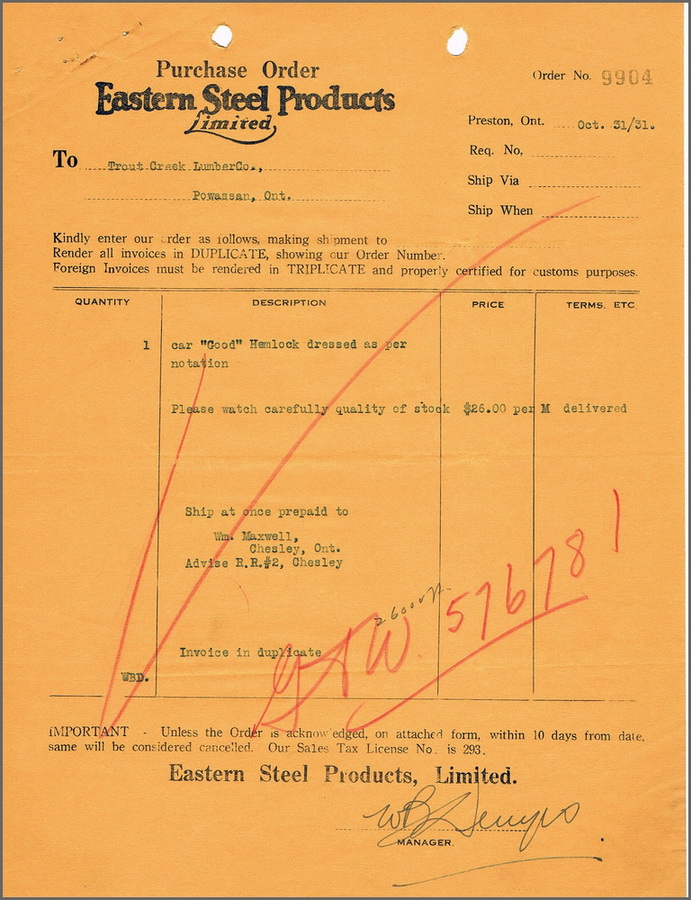 Purchase Order
Eastern Steel Products
Limited
Order No. 9904
Preston, Ont. Oct. 31/31.
To Trout Creek LumberCo.,
Powassan, Ont.
Req. No,
Ship Via
Ship When
Kindly enter our order as follows, making shipment to
Render all invoices in DUPLICATE, showing our Order Number.
Foreign Invoices must be rendered in TRIPLICATE and properly certified for customs purposes.
QUANTITY DESCRIPTION PRICE TERMS, ETC
1 car "Good" Hemlock dressed as per
notation
Please watch carefully quality of stock $26.00 per M delivered
Ship at once prepaid to
Wm. Maxwell,
Chesley, Ont.
Advise R.R.#2, Chesley
576781
Invoice in duplicate
WBD.
IMPORTANT - Unless the Order is acknowledged, on attached form, within 10 days from date,
same will be considered cancelled. Our Sales Tax License No. is 293.
Eastern Steel Products, Limited.
MANAGER.